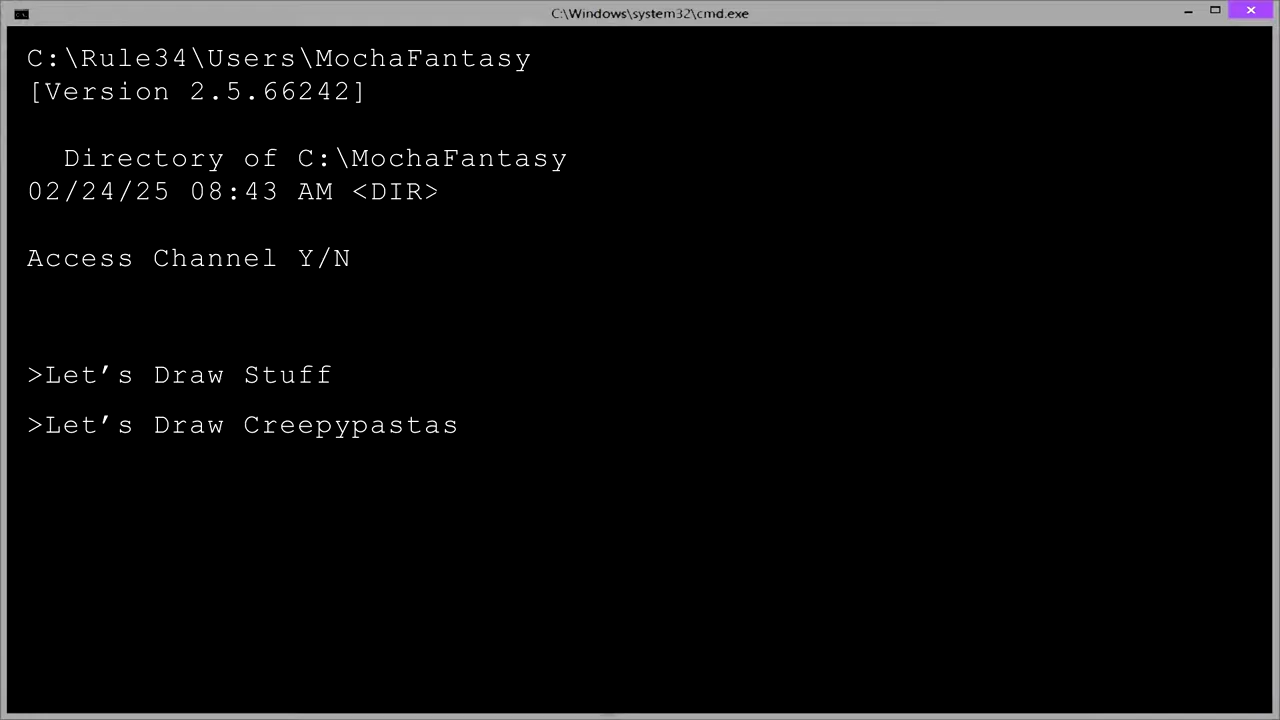 C:\Windows\system32\cmd.exe
C:\Rule34\Users\MochaFantasy
[Version 2.5.66242]
Directory of C:\MochaFantasy
02/24/25 08:43 AM <DIR>
Access Channel Y/N
>Let’s Draw Stuff
>Let’s Draw Creepypastas